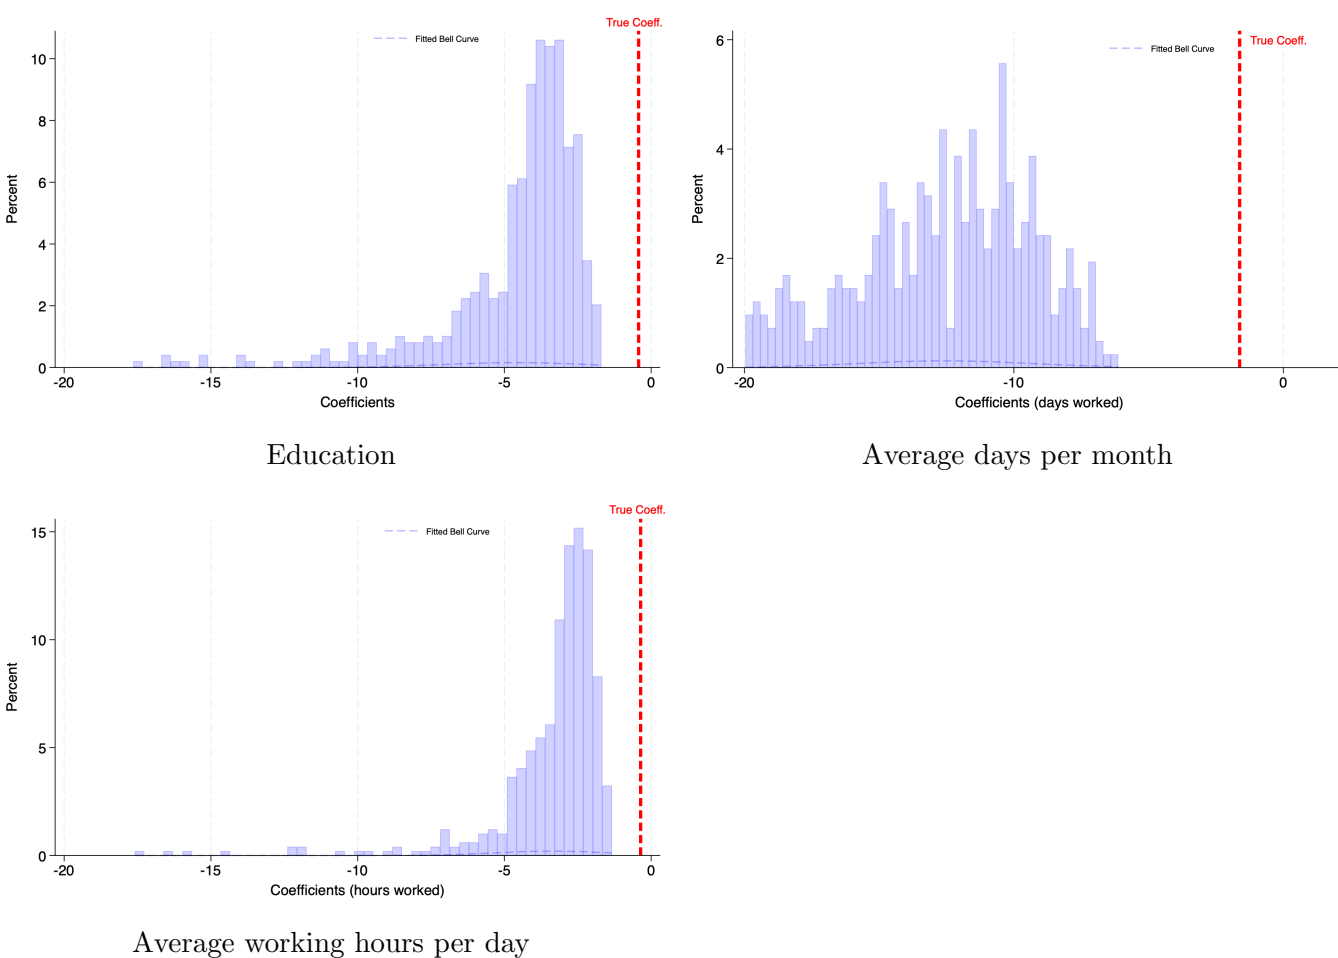 True Coeff.
Fitted Bell Curve
10
8
6
4
2
0
Percent
-20 -15 -10 -5 0
Coefficients
Education
True Coeff.
Fitted Bell Curve
6
4
2
0
Percent
-20 -10 0
Coefficients (days worked)
Average days per month
True Coeff.
Fitted Bell Curve
15
10
5
0
Percent
-20 -15 -10 -5 0
Coefficients (hours worked)
Average working hours per day